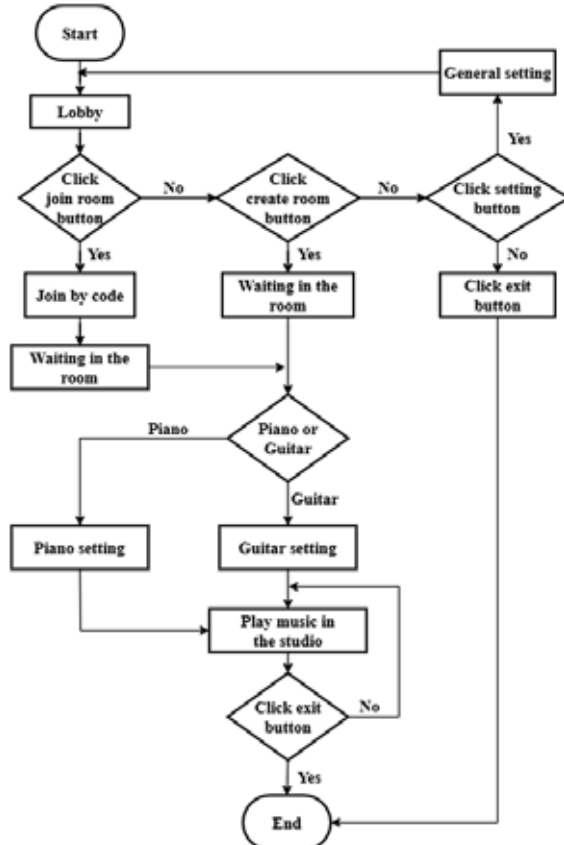 Start
General setting
Lobby
Yes
Click
join room
button
No
Click
create room
button
No
Click setting
button
Yes
Yes
No
Join by code
Waiting in the
room
Click exit
button
Waiting in the
room
Piano
Piano or
Guitar
Guitar
Piano setting
Guitar setting
Play music in
the studio
Click exit
button
No
Yes
End